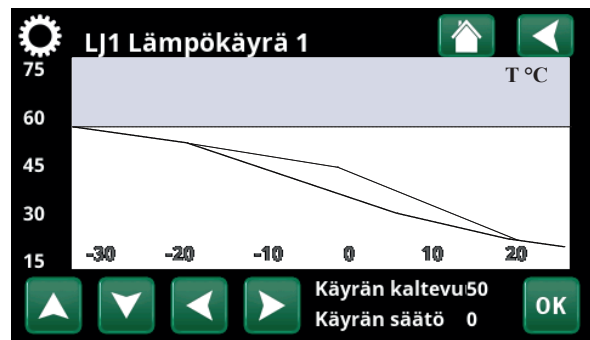 LJ1 Lämpökäyrä 1
75
T °C
60
45
30
15
-30 -20 -10 0 10 20
Käyrän kaltevu 50
Käyrän säätö 0
OK